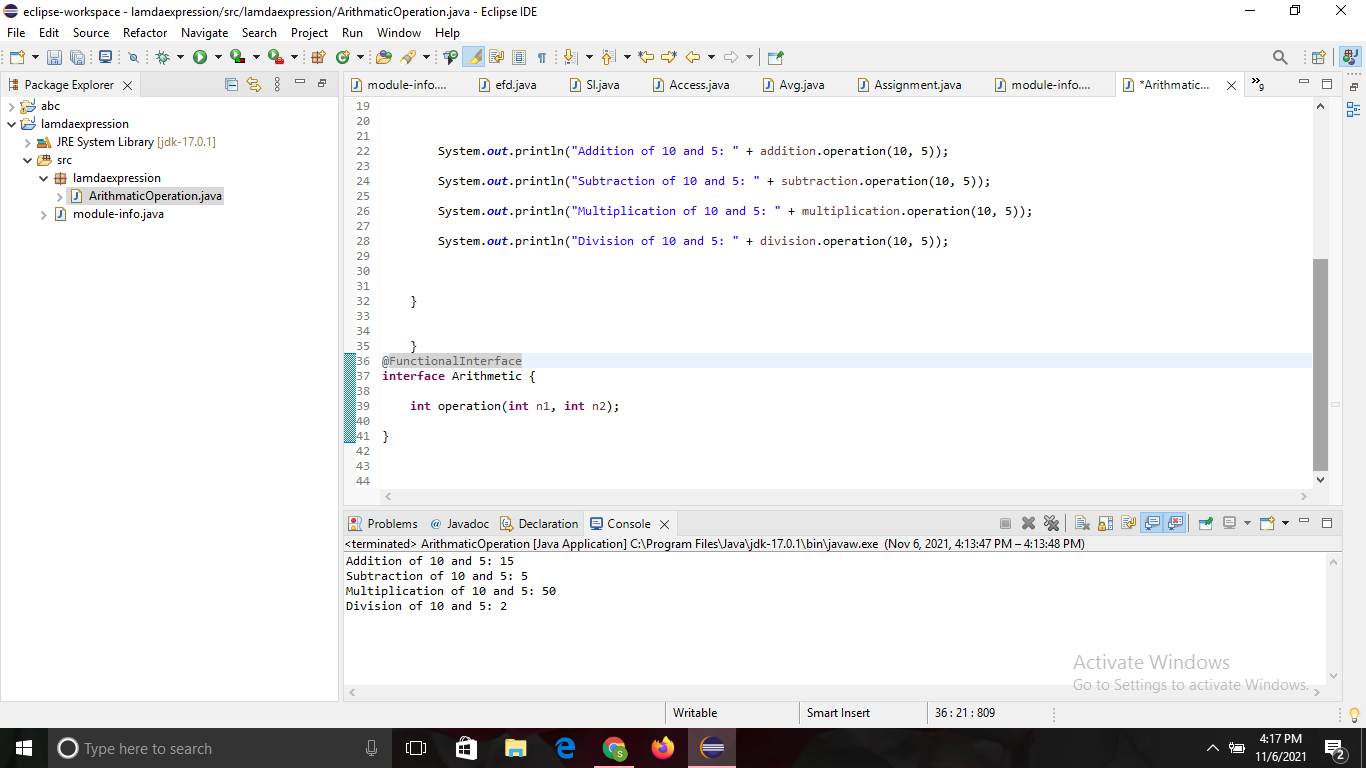 eclipse-workspace - lamdaexpression/src/lamdaexpression/ArithmaticOperation.java - Eclipse IDE
File Edit Source Refactor Navigate Search Project Run Window Help
Package Explorer
abc
lamdaexpression
JRE System Library [jdk-17.0.1]
src
lamdaexpression
ArithmaticOperation.java
module-info.java
module-info.... efd.java SI.java Access.java Avg.java Assignment.java module-info.... *Arithmatic... »9
19
20
21
22 System.out.println("Addition of 10 and 5: " + addition.operation(10, 5));
23
24 System.out.println("Subtraction of 10 and 5: " + subtraction.operation(10, 5));
25
26 System.out.println("Multiplication of 10 and 5: " + multiplication.operation(10, 5));
27
28 System.out.println("Division of 10 and 5: " + division.operation(10, 5));
29
30
31
32 }
33
34
35 }
36 @FunctionalInterface
37 interface Arithmetic {
38
39 int operation(int n1, int n2);
40
41 }
42
43
44
Problems @ Javadoc Declaration Console
<terminated> ArithmaticOperation [Java Application] C:\Program Files\Java\jdk-17.0.1\bin\javaw.exe (Nov 6, 2021, 4:13:47 PM – 4:13:48 PM)
Addition of 10 and 5: 15
Subtraction of 10 and 5: 5
Multiplication of 10 and 5: 50
Division of 10 and 5: 2
Activate Windows
Go to Settings to activate Windows.
Writable Smart Insert 36 : 21 : 809
Type here to search
S
4:17 PM
11/6/2021
2